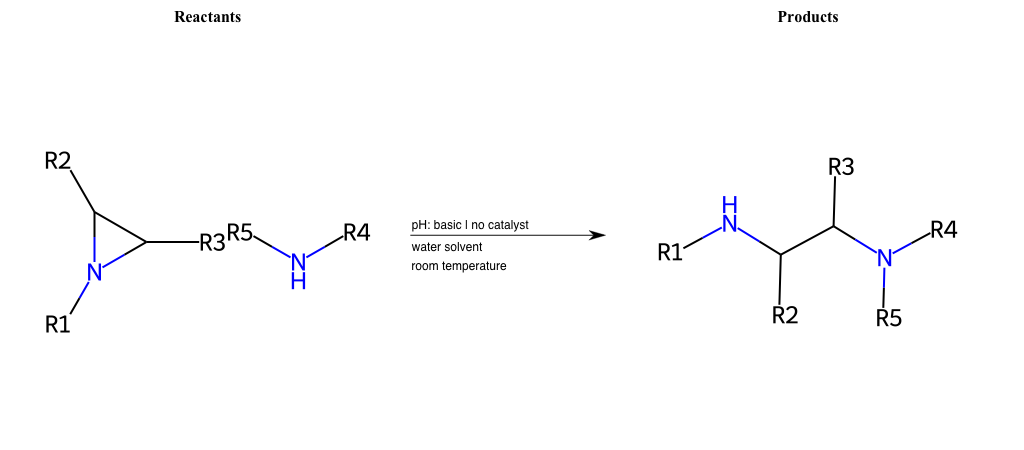 Reactants
Products
R2
R3
N
R1
R5
N
H
R4
pH: basic | no catalyst
water solvent
room temperature
R3
H
N
R1
R2
N
R4
R5